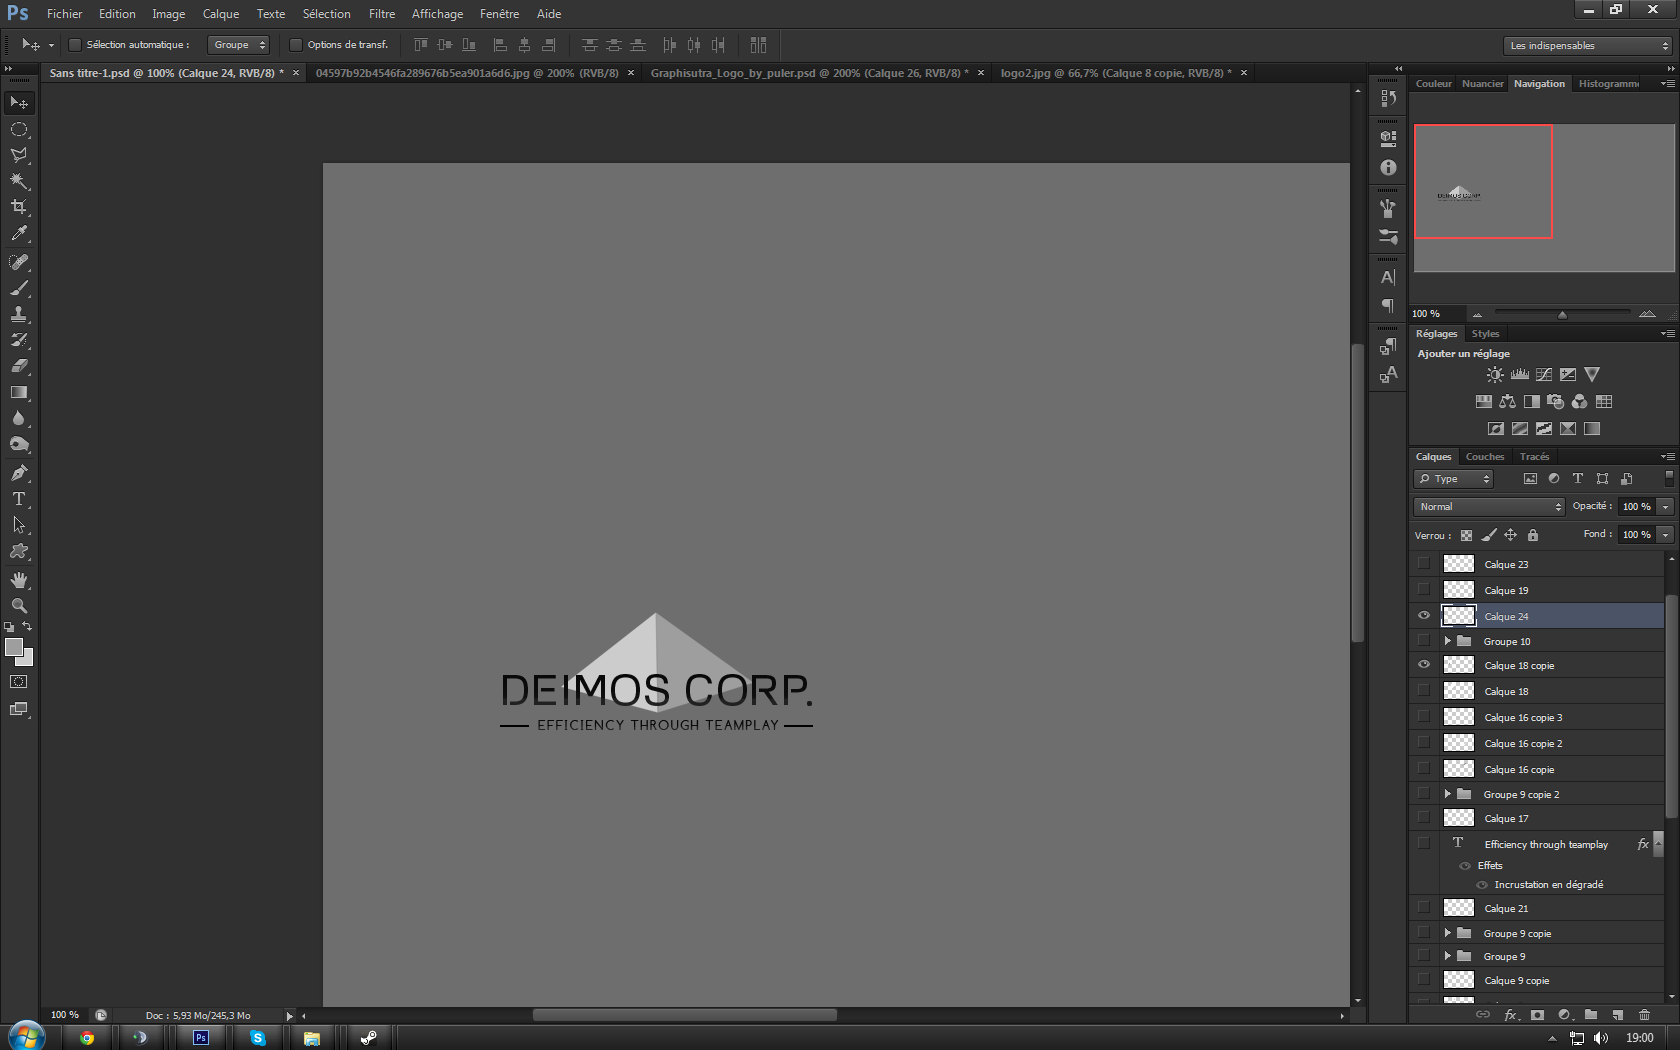 Ps Fichier Edition Image Calque Texte Sélection Filtre Affichage Fenêtre Aide
Sélection automatique : Groupe Options de transf. Les indispensables
Sans titre-1.psd @ 100% (Calque 24, RVB/8) * × 04597b92b4546fa289676b5ea901a6d6.jpg @ 200% (RVB/8) × Graphisutra_Logo_by_puler.psd @ 200% (Calque 26, RVB/8) * × logo2.jpg @ 66,7% (Calque 8 copie, RVB/8) * ×
Couleur Nuancier Navigation Histogramme
DEIMOS CORP.
100 %
Réglages Styles
Ajouter un réglage
Calques Couches Tracés
Type
Normal Opacité : 100 %
Verrou : Fond : 100 %
Calque 23
Calque 19
Calque 24
Groupe 10
Calque 18 copie
Calque 18
Calque 16 copie 3
Calque 16 copie 2
Calque 16 copie
Groupe 9 copie 2
Calque 17
T Efficiency through teamplay fx
Effets
Incrustation en dégradé
Calque 21
Groupe 9 copie
Groupe 9
Calque 9 copie
DEIMOS CORP.
EFFICIENCY THROUGH TEAMPLAY
100 % Doc : 5,93 Mo/245,3 Mo
fx
Ps
19:00